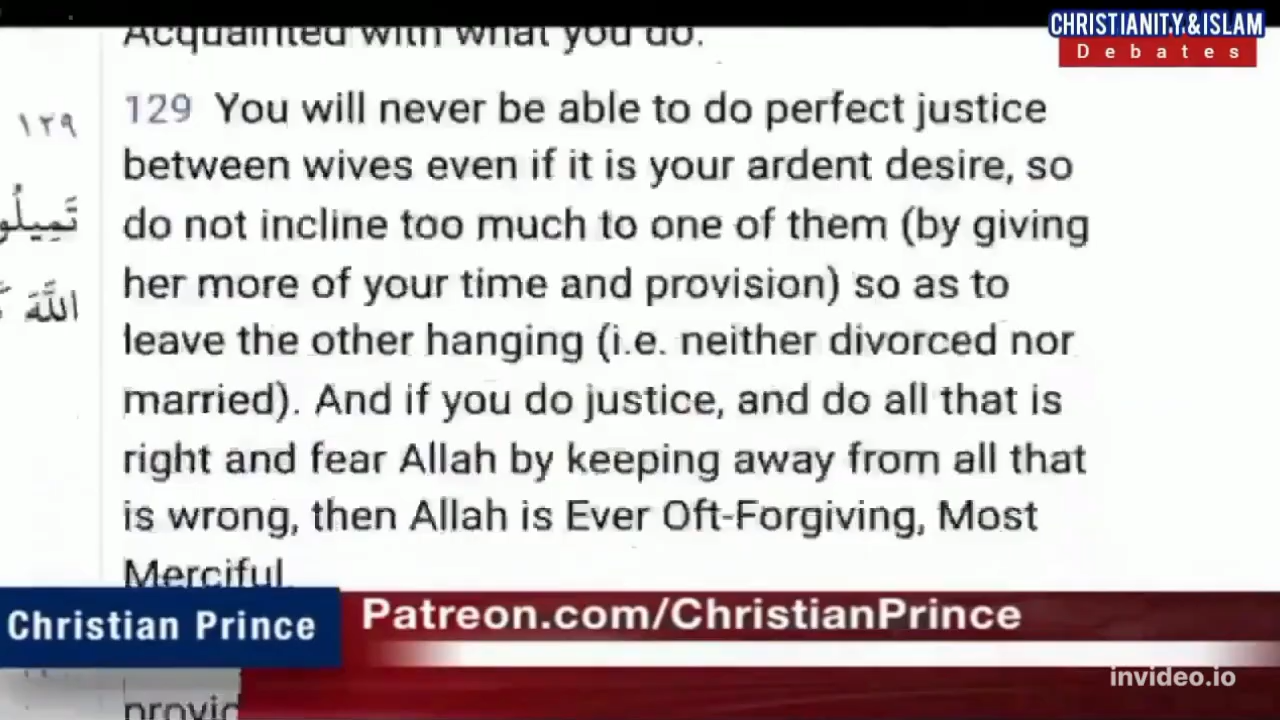 Acquainted with what you do.
CHRISTIANITY & ISLAM
Debates
١٢٩
129 You will never be able to do perfect justice
between wives even if it is your ardent desire, so
do not incline too much to one of them (by giving
her more of your time and provision) so as to
leave the other hanging (i.e. neither divorced nor
married). And if you do justice, and do all that is
right and fear Allah by keeping away from all that
is wrong, then Allah is Ever Oft-Forgiving, Most
Merciful.
اللَّهَ
Christian Prince
Patreon.com/ChristianPrince
invideo.io